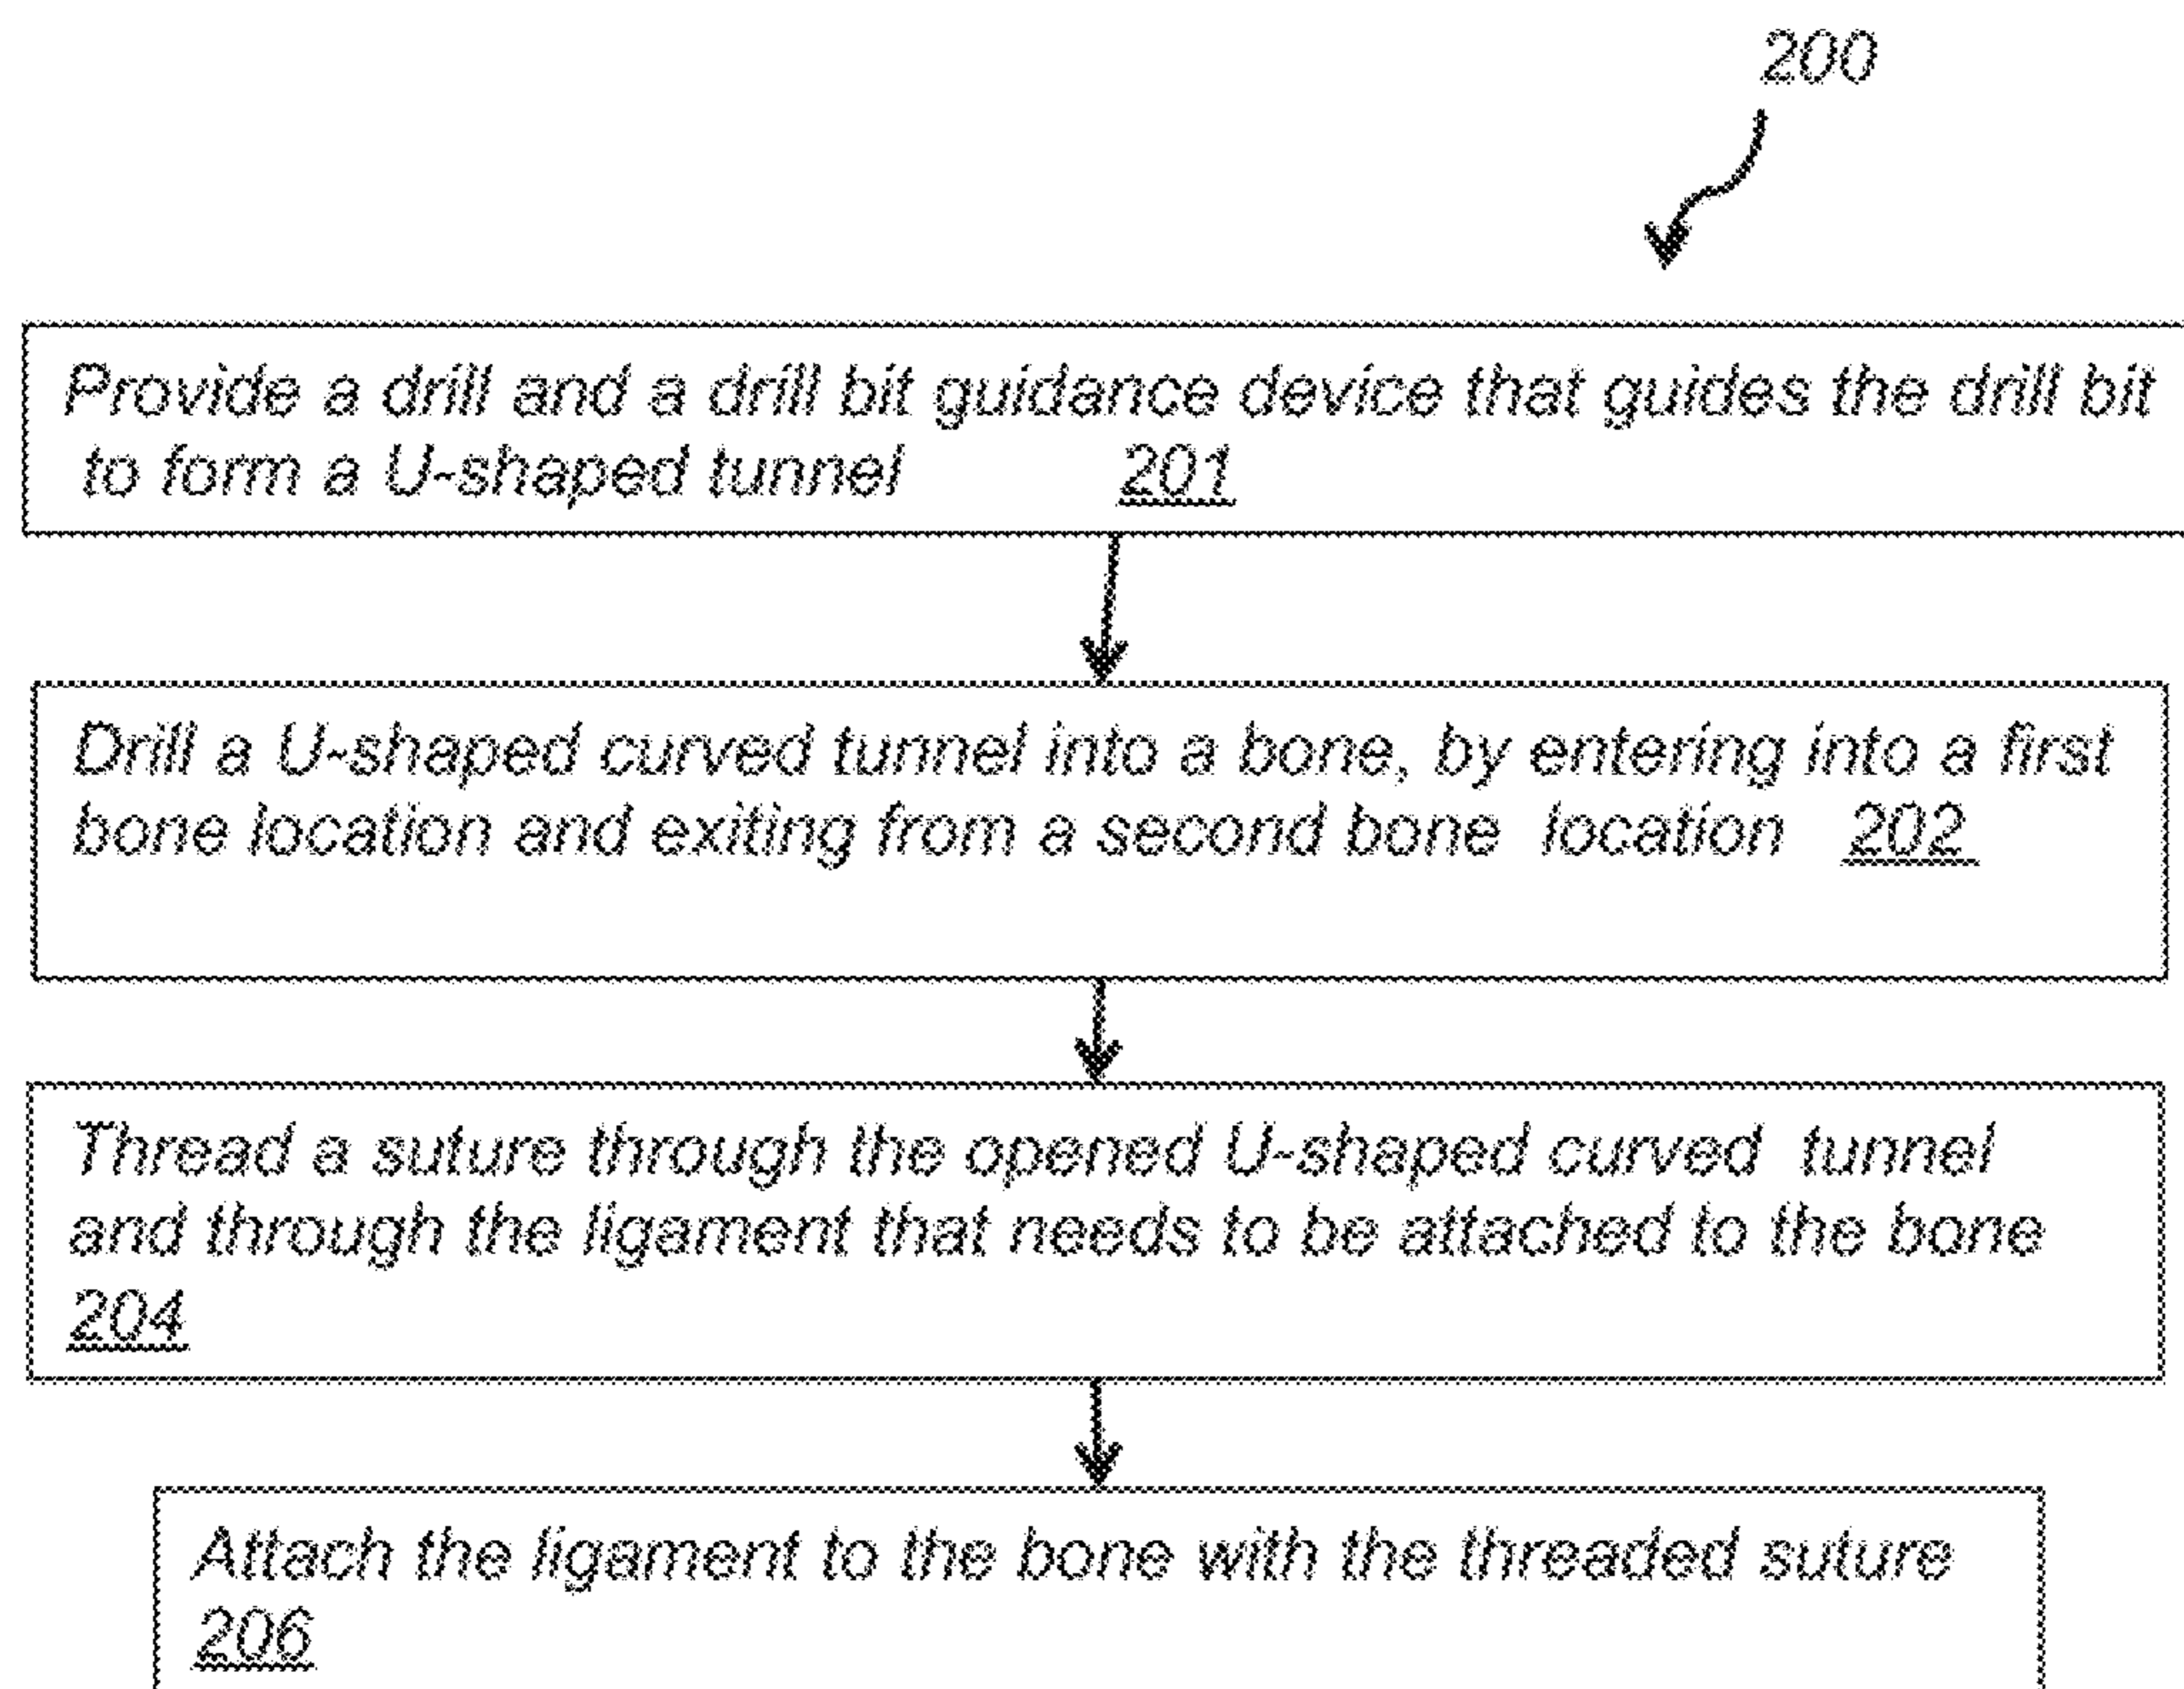 200
Provide a drill and a drill bit guidance device that guides the drill bit
to form a U-shaped tunnel 201
Drill a U-shaped curved tunnel into a bone, by entering into a first
bone location and exiting from a second bone location 202
Thread a suture through the opened U-shaped curved tunnel
and through the ligament that needs to be attached to the bone
204
Attach the ligament to the bone with the threaded suture
206